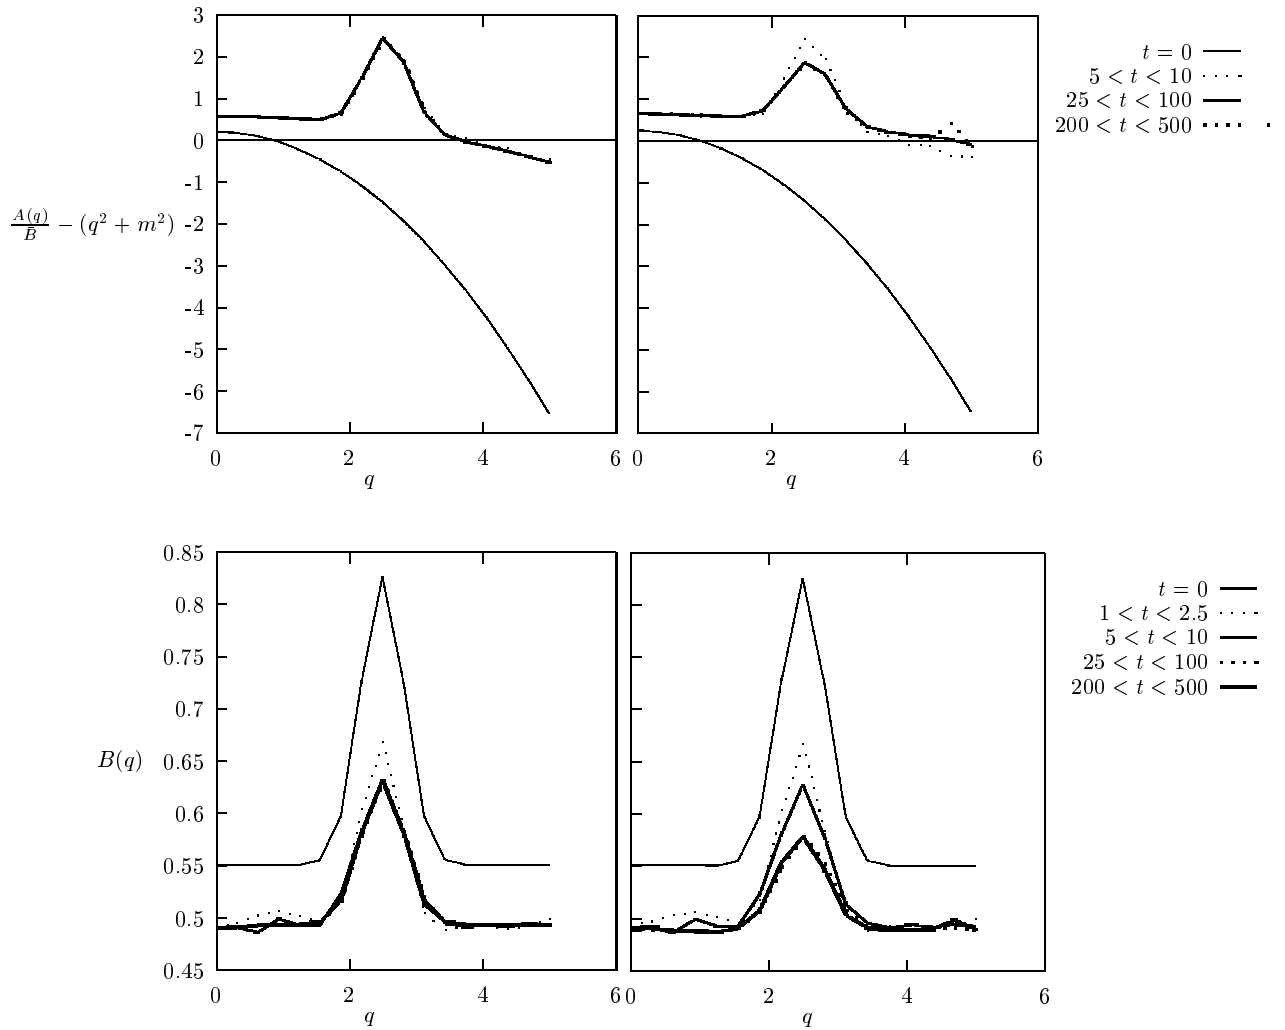 3
2
1
0
-1
-2
-3
-4
-5
-6
-7
A(q)/B̄ − (q² + m²)
0 2 4 6
q
0 2 4 6
q
t = 0
5 < t < 10
25 < t < 100
200 < t < 500
0.85
0.8
0.75
0.7
0.65
0.6
0.55
0.5
0.45
B(q)
0 2 4 6
q
0 2 4 6
q
t = 0
1 < t < 2.5
5 < t < 10
25 < t < 100
200 < t < 500